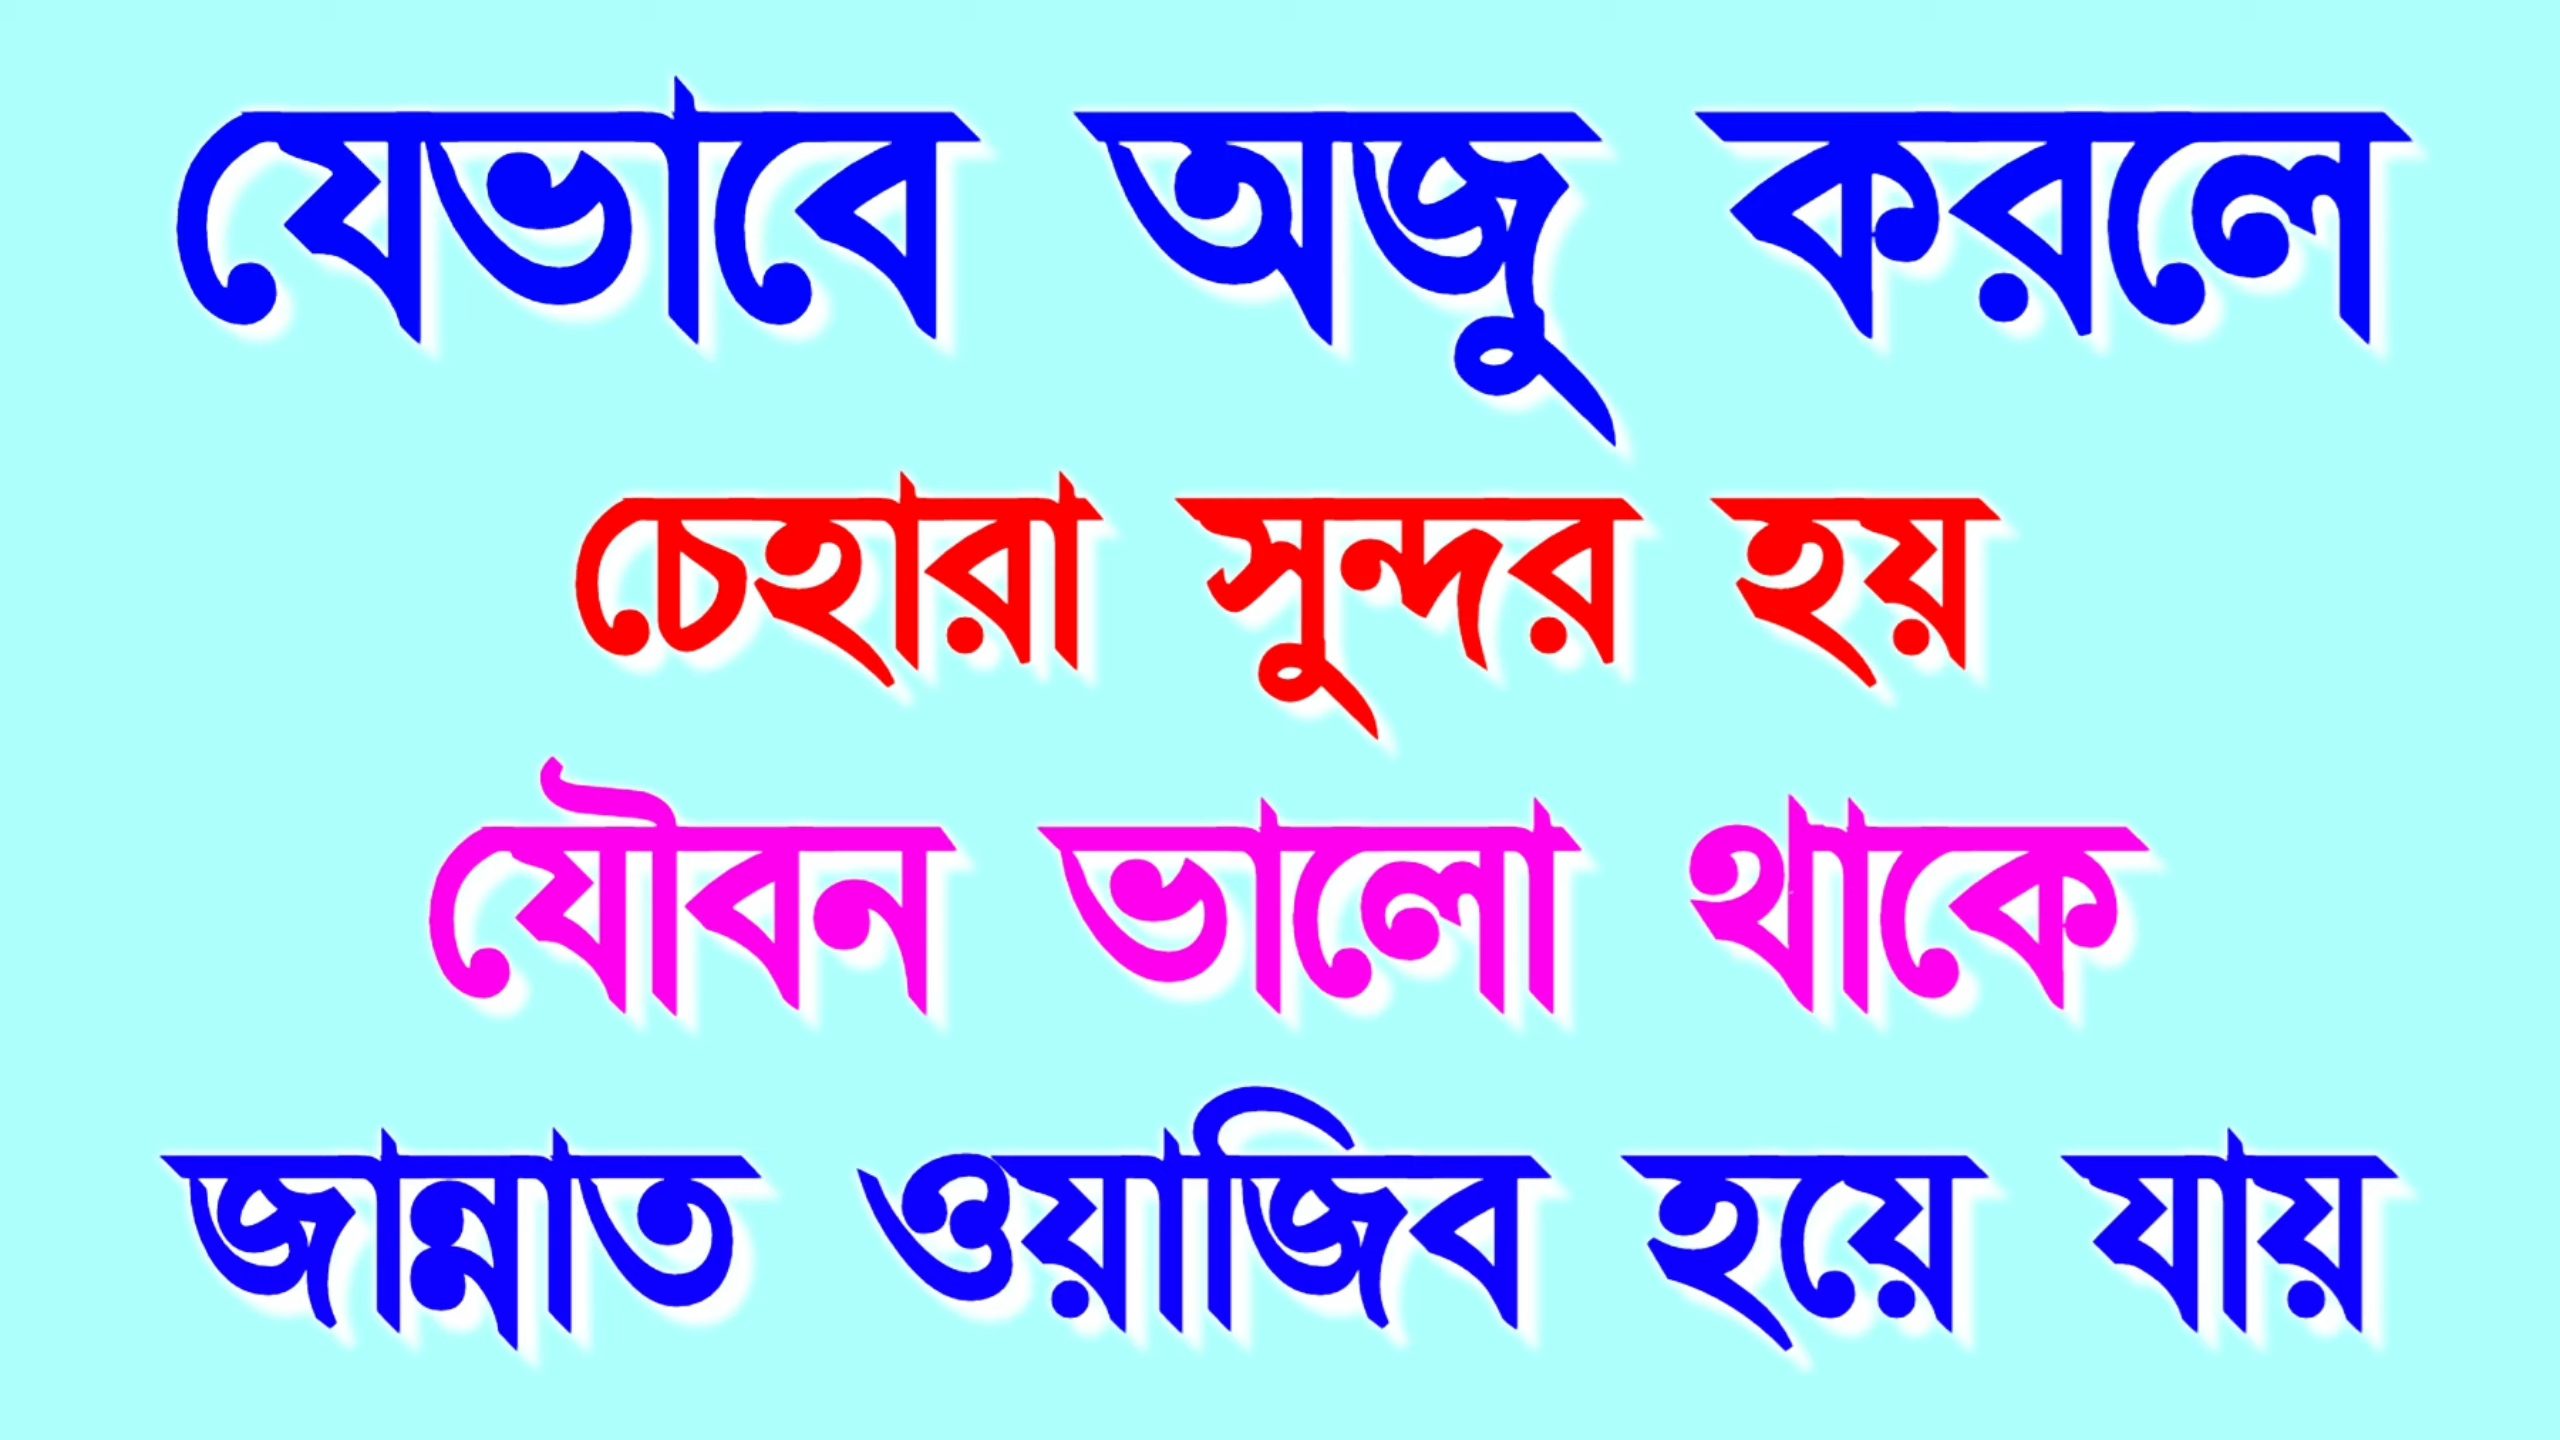 যেভাবে অজু করলে
চেহারা সুন্দর হয়
যৌবন ভালো থাকে
জান্নাত ওয়াজিব হয়ে যায়